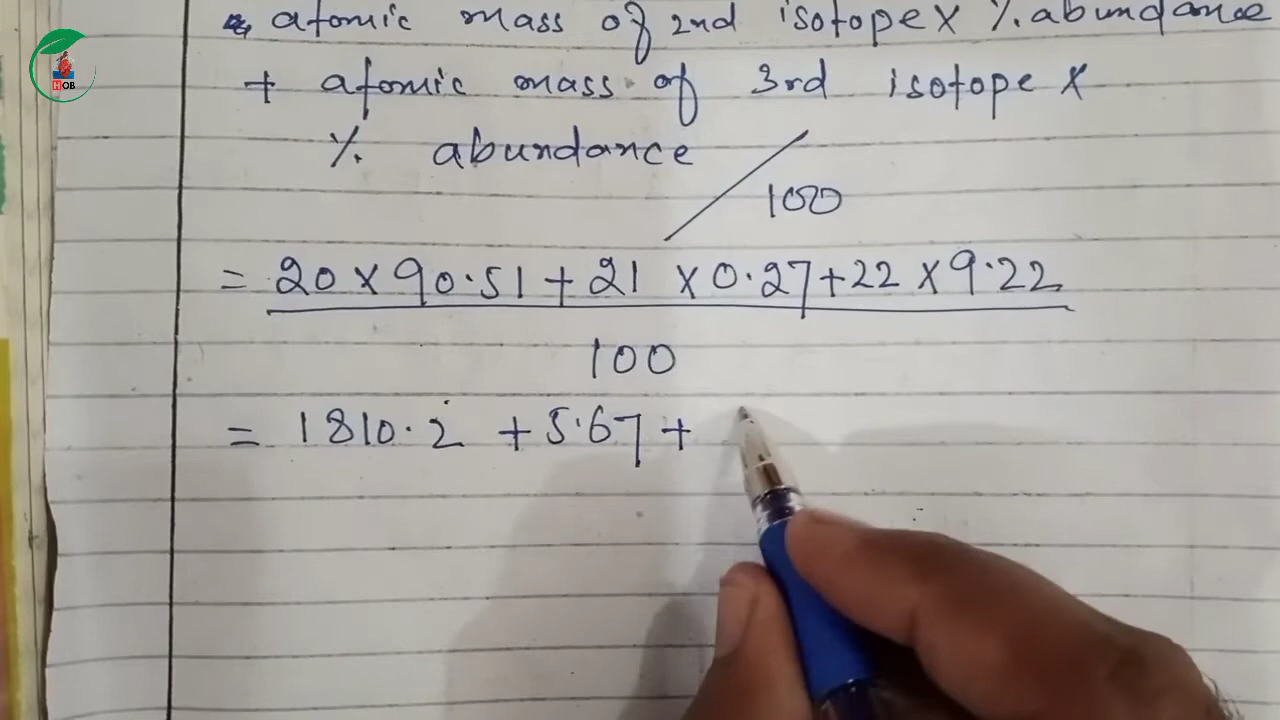 atomic mass of 2nd isotope X % abundance
+ atomic mass of 3rd isotope X
% abundance
100
= 20 X 90.51 + 21 X 0.27 + 22 X 9.22
100
= 1810.2 + 5.67 +
HOB